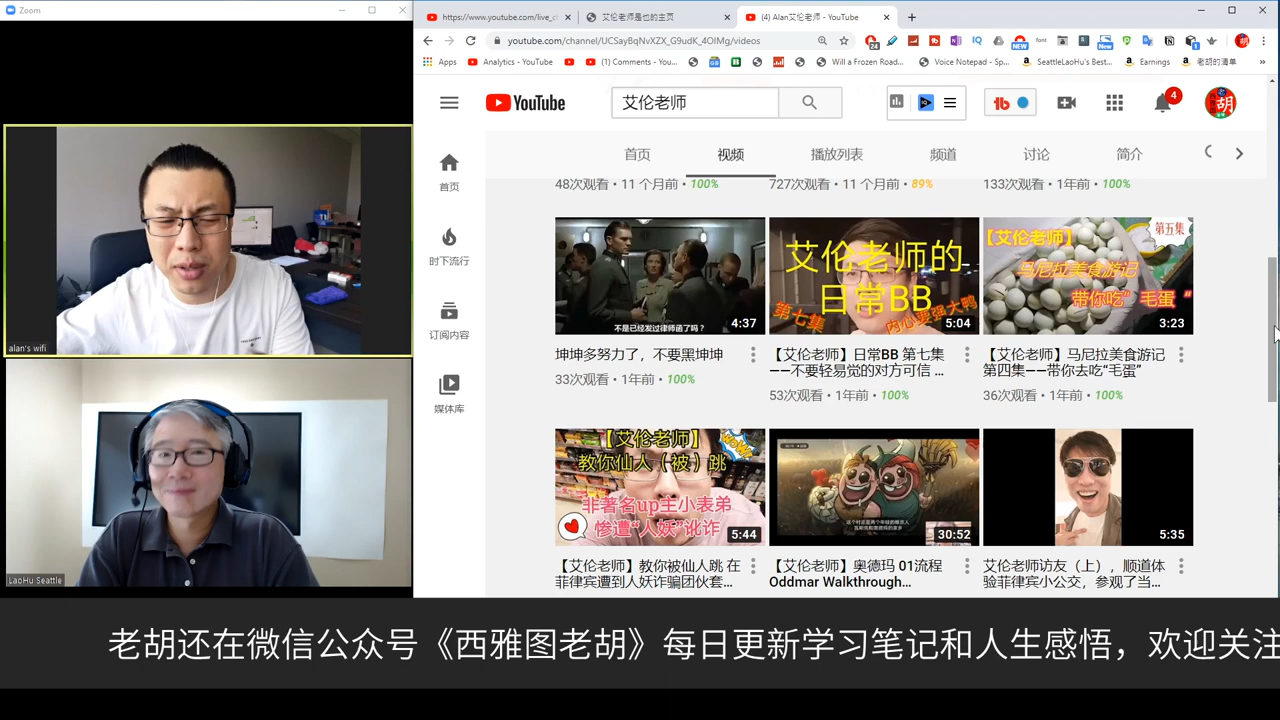 Zoom
alan's wifi
LaoHu Seattle
https://www.youtube.com/live_c
艾伦老师是也的主页
(4) Alan艾伦老师 - YouTube
youtube.com/channel/UCSayBqNvXZX_G9udK_4OIMg/videos
Apps
Analytics - YouTube
(1) Comments - You...
Will a Frozen Road...
Voice Notepad - Sp...
SeattleLaoHu's Best...
Earnings
老胡的清单
YouTube
艾伦老师
4
首页
视频
播放列表
频道
讨论
简介
首页
时下流行
订阅内容
媒体库
48次观看 • 11 个月前 • 100%
727次观看 • 11 个月前 • 89%
133次观看 • 1年前 • 100%
不是已经发过律师函了吗？
4:37
艾伦老师的
日常BB
第七集
内心要强大鸭
5:04
第五集
【艾伦老师】
马尼拉美食游记
带你吃"毛蛋"
3:23
坤坤多努力了，不要黑坤坤
33次观看 • 1年前 • 100%
【艾伦老师】日常BB 第七集
——不要轻易觉的对方可信 ...
53次观看 • 1年前 • 100%
【艾伦老师】马尼拉美食游记
第四集——带你去吃“毛蛋”
36次观看 • 1年前 • 100%
【艾伦老师】
教你仙人（被）跳
WOW
非著名up主小表弟
惨遭"人妖"讹诈
5:44
30:52
5:35
【艾伦老师】教你被仙人跳 在
菲律宾遭到人妖诈骗团伙套...
【艾伦老师】奥德玛 01流程
Oddmar Walkthrough...
艾伦老师访友（上），顺道体
验菲律宾小公交，参观了当...
老胡还在微信公众号《西雅图老胡》每日更新学习笔记和人生感悟，欢迎关注